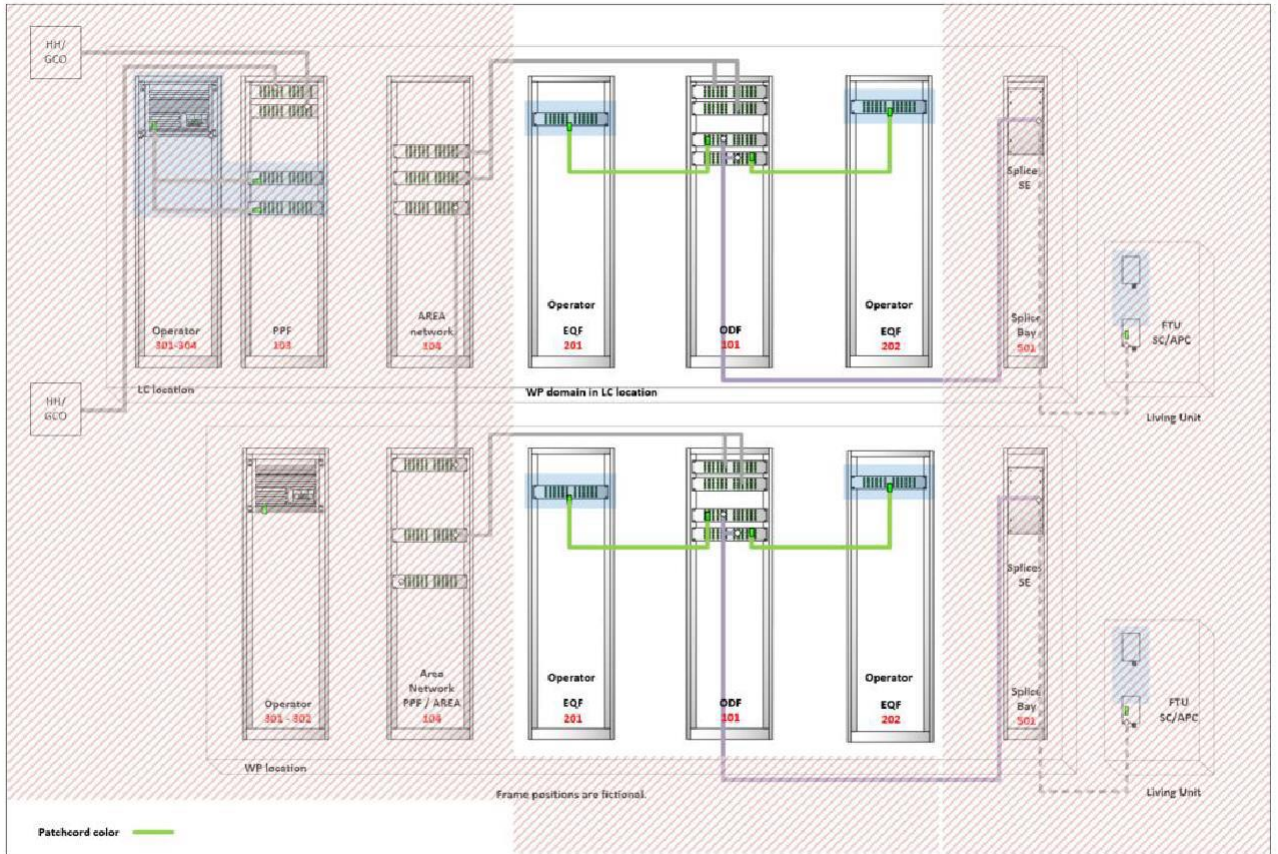 HH/
GCO
Operator
301-304
PPF
103
AREA
network
104
Operator
EQF
201
ODF
101
Operator
EQF
202
Splices
SE
Splice
Bay
501
FTU
SC/APC
Living Unit
LC location
WP domain in LC location
HH/
GCO
Operator
301 - 302
Area
Network
PPF / AREA
104
Operator
EQF
201
ODF
101
Operator
EQF
202
Splices
SE
Splice
Bay
501
FTU
SC/APC
Living Unit
WP location
Frame positions are fictional.
Patchcord color